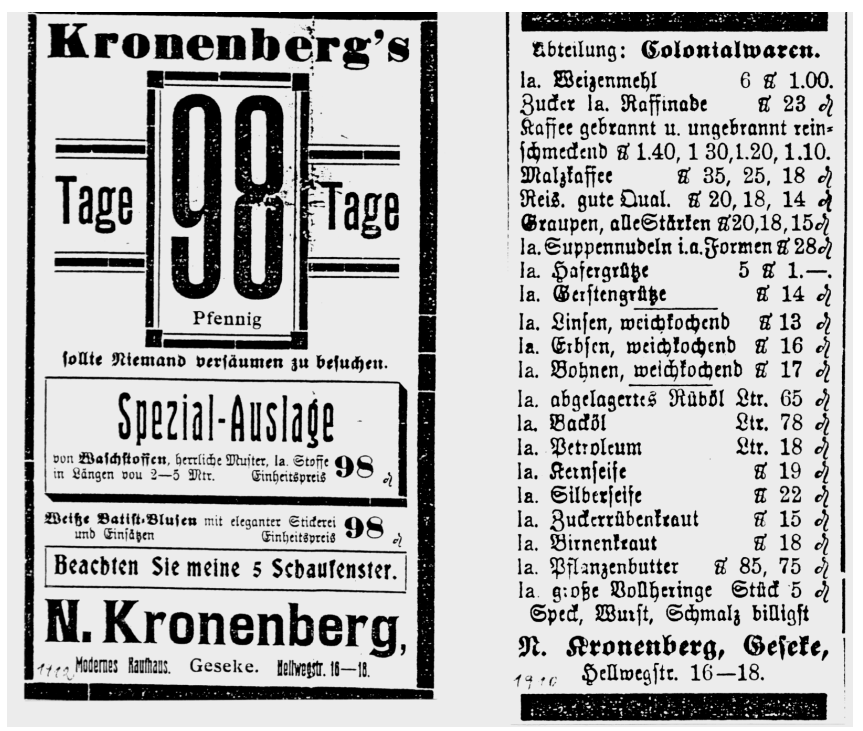 Kronenberg's
98
Tage Tage
Pfennig
sollte Niemand versäumen zu besuchen.
Spezial-Auslage
von Waschstoffen, herrliche Muster, Ia. Stoffe 98 ₰
in Längen vou 2—5 Mtr. Einheitspreis
Weiße Batist-Blusen mit eleganter Stickerei 98 ₰
und Einsätzen Einheitspreis
Beachten Sie meine 5 Schaufenster.
N. Kronenberg,
Modernes Kaufhaus. Geseke. Hellwegstr. 16—18.
Abteilung: Colonialwaren.
Ia. Weizenmehl 6 ℔ 1.00.
Zucker Ia. Raffinade ℔ 23 ₰
Kaffee gebrannt u. ungebrannt rein-
schmeckend ℔ 1.40, 1 30,1.20, 1.10.
Malzkaffee ℔ 35, 25, 18 ₰
Reis. gute Qual. ℔ 20, 18, 14 ₰
Graupen, alle Stärken ℔ 20,18,15 ₰
Ia. Suppennudeln i.a. Formen ℔ 28 ₰
Ia. Hafergrütze 5 ℔ 1.—.
Ia. Gerstengrütze ℔ 14 ₰
Ia. Linsen, weichkochend ℔ 13 ₰
Ia. Erbsen, weichkochend ℔ 16 ₰
Ia. Bohnen, weichkochend ℔ 17 ₰
Ia. abgelagertes Rüböl Ltr. 65 ₰
Ia. Backöl Ltr. 78 ₰
Ia. Petroleum Ltr. 18 ₰
Ia. Kernseife ℔ 19 ₰
Ia. Silberseife ℔ 22 ₰
Ia. Zuckerrübenkraut ℔ 15 ₰
Ia. Birnenkraut ℔ 18 ₰
Ia. Pflanzenbutter ℔ 85, 75 ₰
Ia. große Vollheringe Stück 5 ₰
Speck, Wurst, Schmalz billigst
N. Kronenberg, Geseke,
1910 Hellwegstr. 16—18.